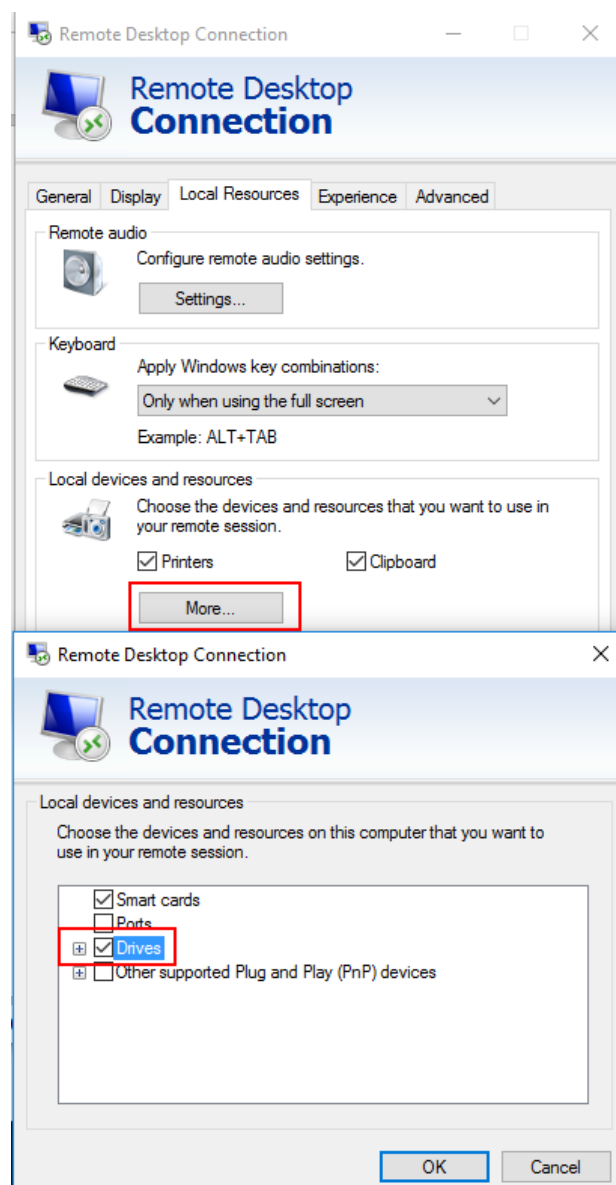 Remote Desktop Connection
Remote Desktop
Connection
General Display Local Resources Experience Advanced
Remote audio
Configure remote audio settings.
Settings...
Keyboard
Apply Windows key combinations:
Only when using the full screen
Example: ALT+TAB
Local devices and resources
Choose the devices and resources that you want to use in
your remote session.
Printers Clipboard
More...
Remote Desktop Connection
Remote Desktop
Connection
Local devices and resources
Choose the devices and resources on this computer that you want to
use in your remote session.
Smart cards
Ports
Drives
Other supported Plug and Play (PnP) devices
OK Cancel